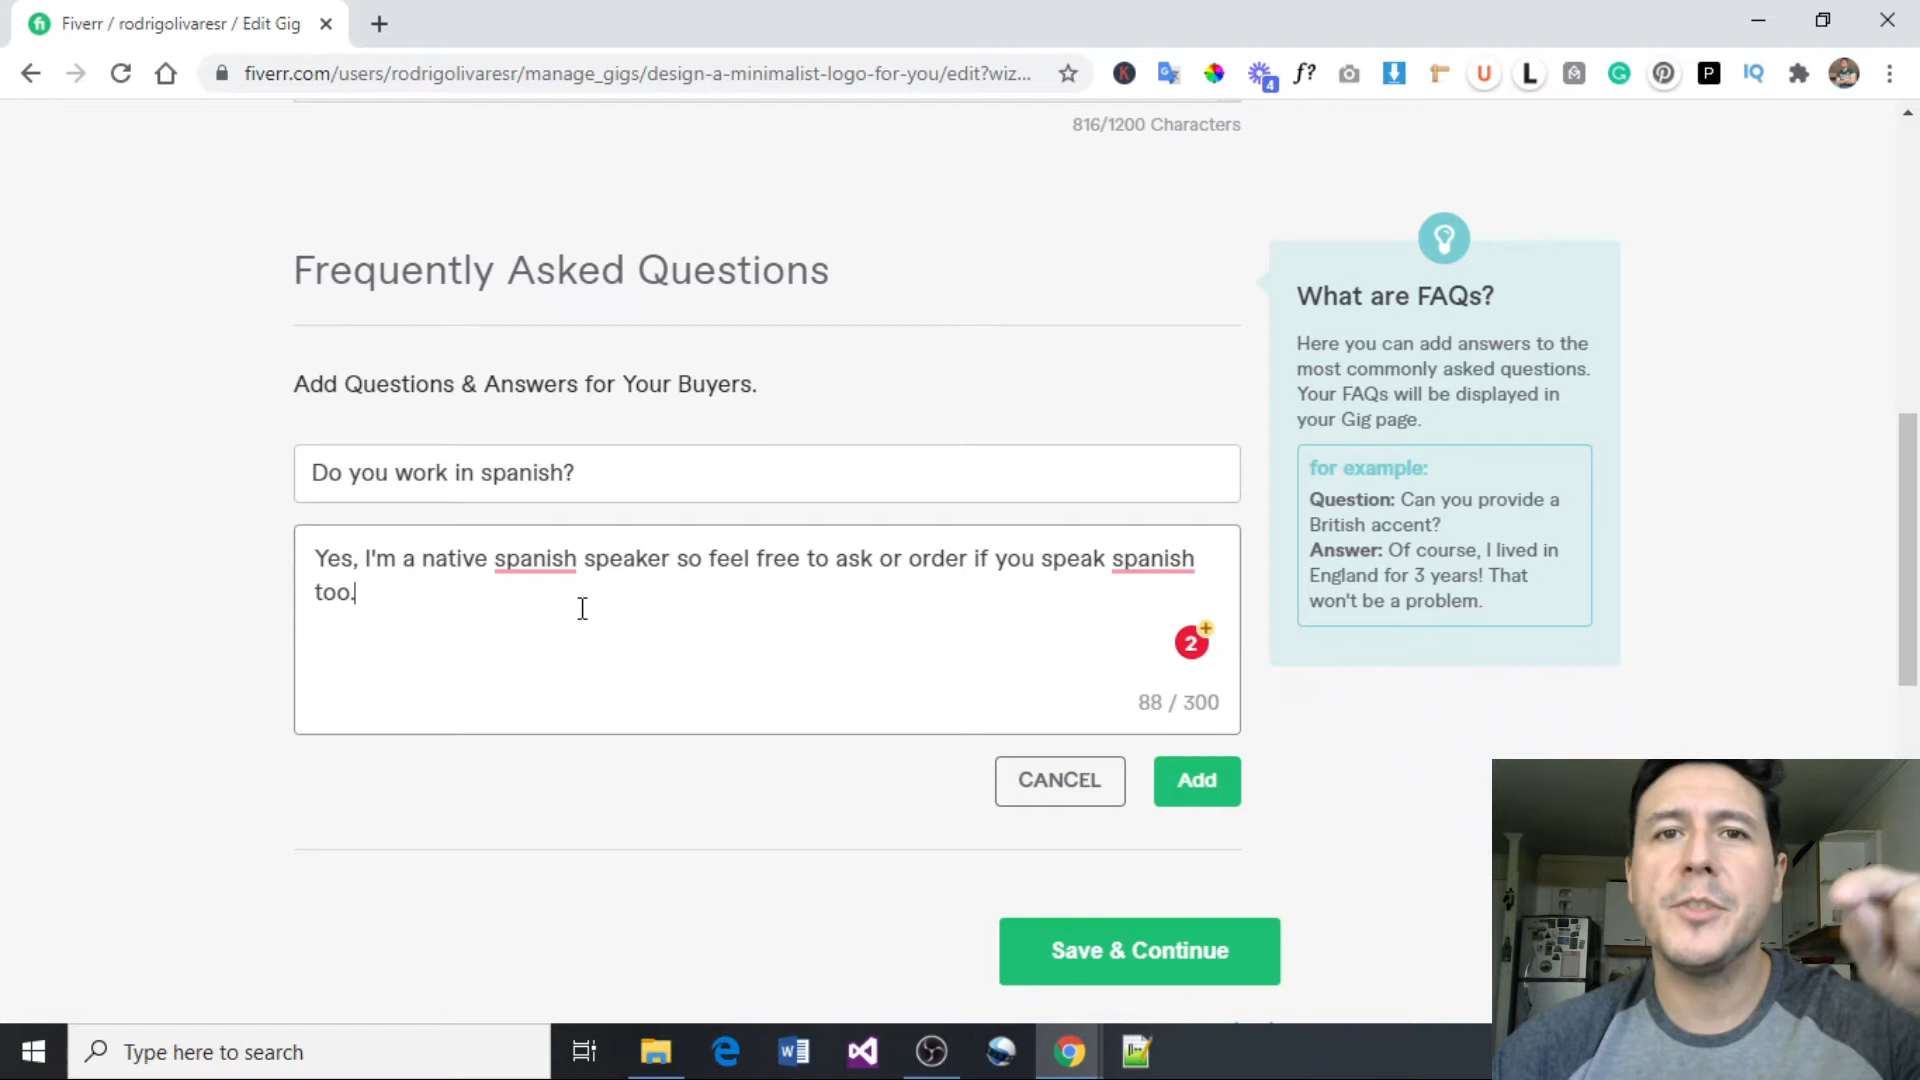 Fiverr / rodrigolivaresr / Edit Gig
fiverr.com/users/rodrigolivaresr/manage_gigs/design-a-minimalist-logo-for-you/edit?wiz...
K
4
f?
U
L
P
IQ
816/1200 Characters
Frequently Asked Questions
Add Questions & Answers for Your Buyers.
Do you work in spanish?
Yes, I'm a native spanish speaker so feel free to ask or order if you speak spanish
too.
2
88 / 300
CANCEL
Add
Save & Continue
What are FAQs?
Here you can add answers to the
most commonly asked questions.
Your FAQs will be displayed in
your Gig page.
for example:
Question: Can you provide a
British accent?
Answer: Of course, I lived in
England for 3 years! That
won't be a problem.
Type here to search